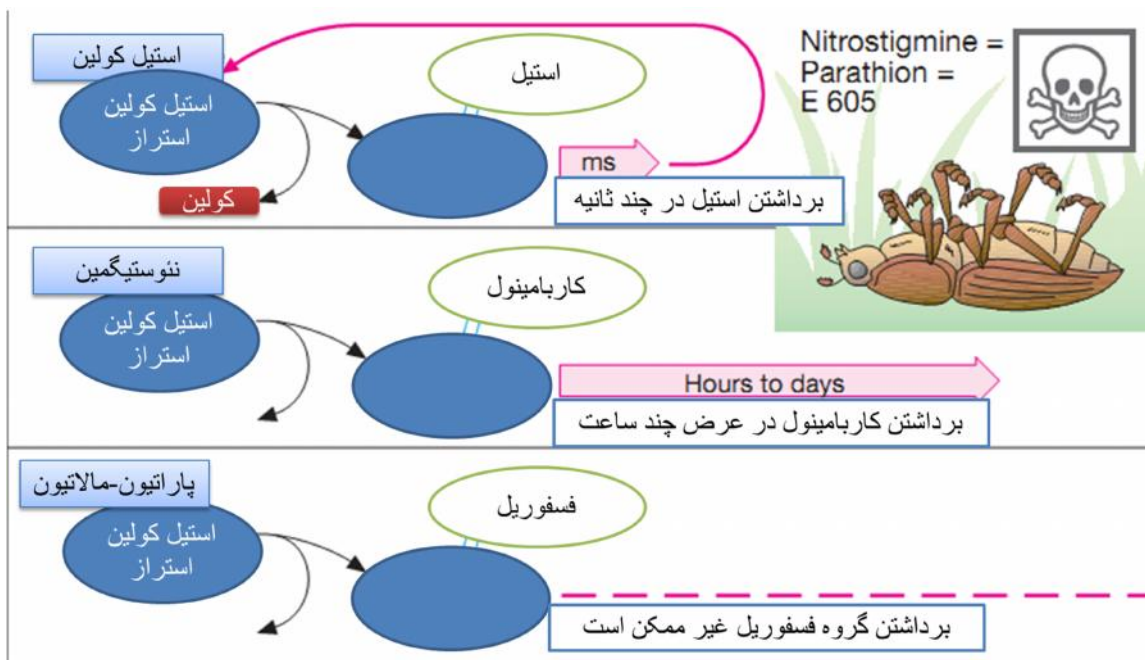 استیل کولین
استیل کولین
استراز
کولین
استیل
ms
برداشتن استیل در چند ثانیه
Nitrostigmine =
Parathion =
E 605
نئوستیگمین
استیل کولین
استراز
کاربامینول
Hours to days
برداشتن کاربامینول در عرض چند ساعت
پاراتیون-مالاتیون
استیل کولین
استراز
فسفوریل
برداشتن گروه فسفوریل غیر ممکن است